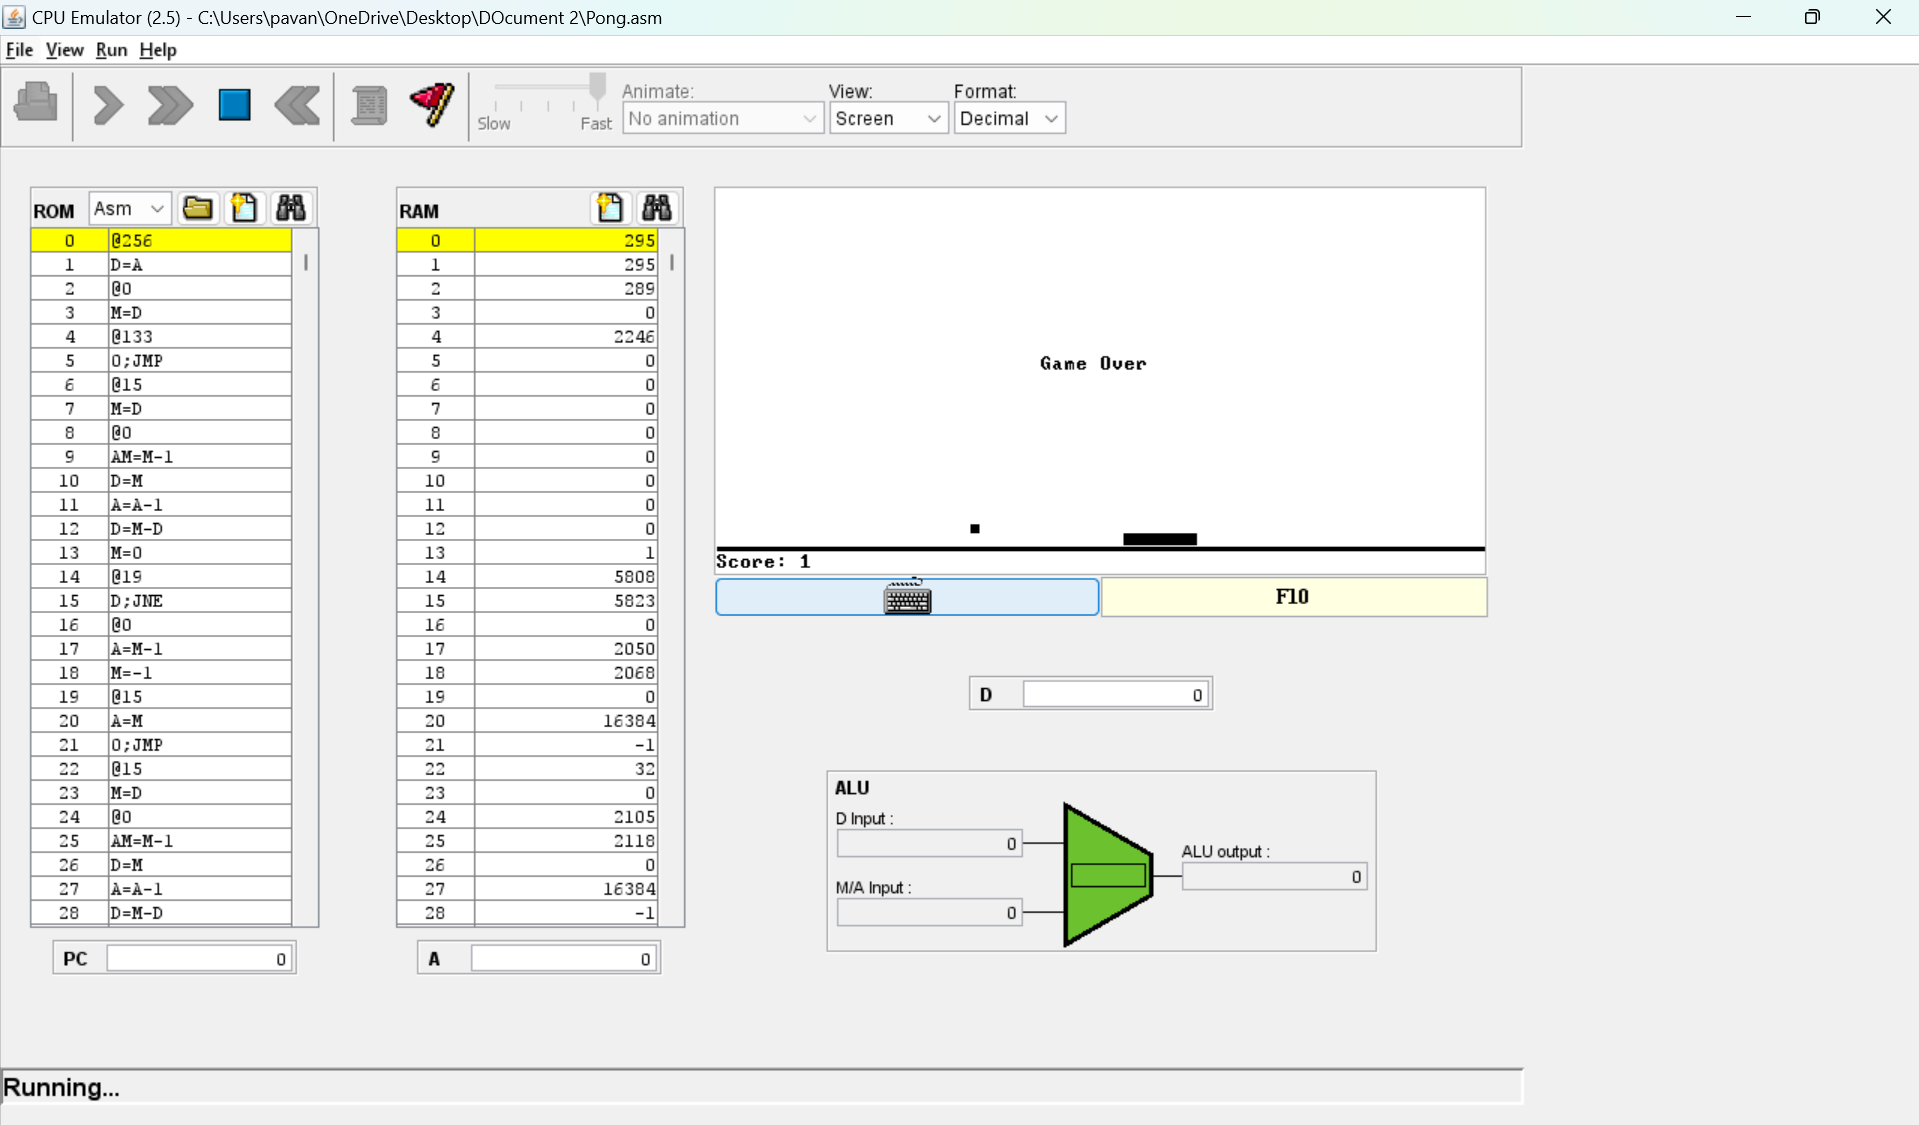 CPU Emulator (2.5) - C:\Users\pavan\OneDrive\Desktop\DOcument 2\Pong.asm
File View Run Help
Slow Fast
Animate:
No animation
View:
Screen
Format:
Decimal
ROM Asm
0 @256
1 D=A
2 @0
3 M=D
4 @133
5 0;JMP
6 @15
7 M=D
8 @0
9 AM=M-1
10 D=M
11 A=A-1
12 D=M-D
13 M=0
14 @19
15 D;JNE
16 @0
17 A=M-1
18 M=-1
19 @15
20 A=M
21 0;JMP
22 @15
23 M=D
24 @0
25 AM=M-1
26 D=M
27 A=A-1
28 D=M-D
PC 0
RAM
0 295
1 295
2 289
3 0
4 2246
5 0
6 0
7 0
8 0
9 0
10 0
11 0
12 0
13 1
14 5808
15 5823
16 0
17 2050
18 2068
19 0
20 16384
21 -1
22 32
23 0
24 2105
25 2118
26 0
27 16384
28 -1
A 0
Game Over
Score: 1
F10
D 0
ALU
D Input :
0
M/A Input :
0
ALU output :
0
Running...